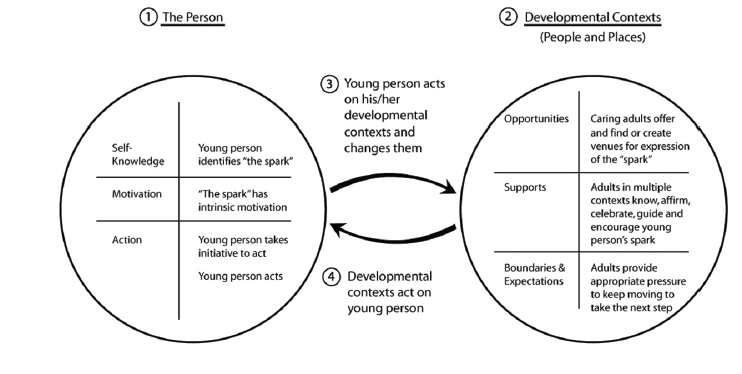 1 The Person
2 Developmental Contexts
(People and Places)
3 Young person acts
on his/her
developmental
contexts and
changes them
Self-
Knowledge
Young person
identifies “the spark”
Motivation
“The spark” has
intrinsic motivation
Action
Young person takes
initiative to act
Young person acts
Opportunities
Caring adults offer
and find or create
venues for expression
of the “spark”
Supports
Adults in multiple
contexts know, affirm,
celebrate, guide and
encourage young
person’s spark
Boundaries &
Expectations
Adults provide
appropriate pressure
to keep moving to
take the next step
4 Developmental
contexts act on
young person